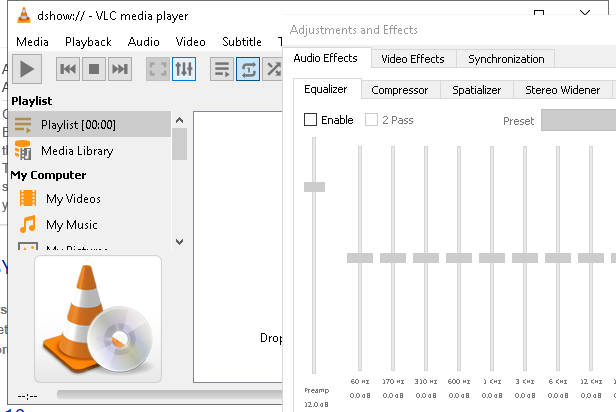 dshow:// - VLC media player
Media Playback Audio Video Subtitle T
Playlist
Playlist [00:00]
Media Library
My Computer
My Videos
My Music
My Pictures
Drop
--:--
Adjustments and Effects
Audio Effects Video Effects Synchronization
Equalizer Compressor Spatializer Stereo Widener
Enable 2 Pass Preset
60 Hz 170 Hz 310 Hz 600 Hz 1 KHz 3 KHz 6 KHz 12 KHz
Preamp 0.0 dB 0.0 dB 0.0 dB 0.0 dB 0.0 dB 0.0 dB 0.0 dB 0.0 dB
12.0 dB